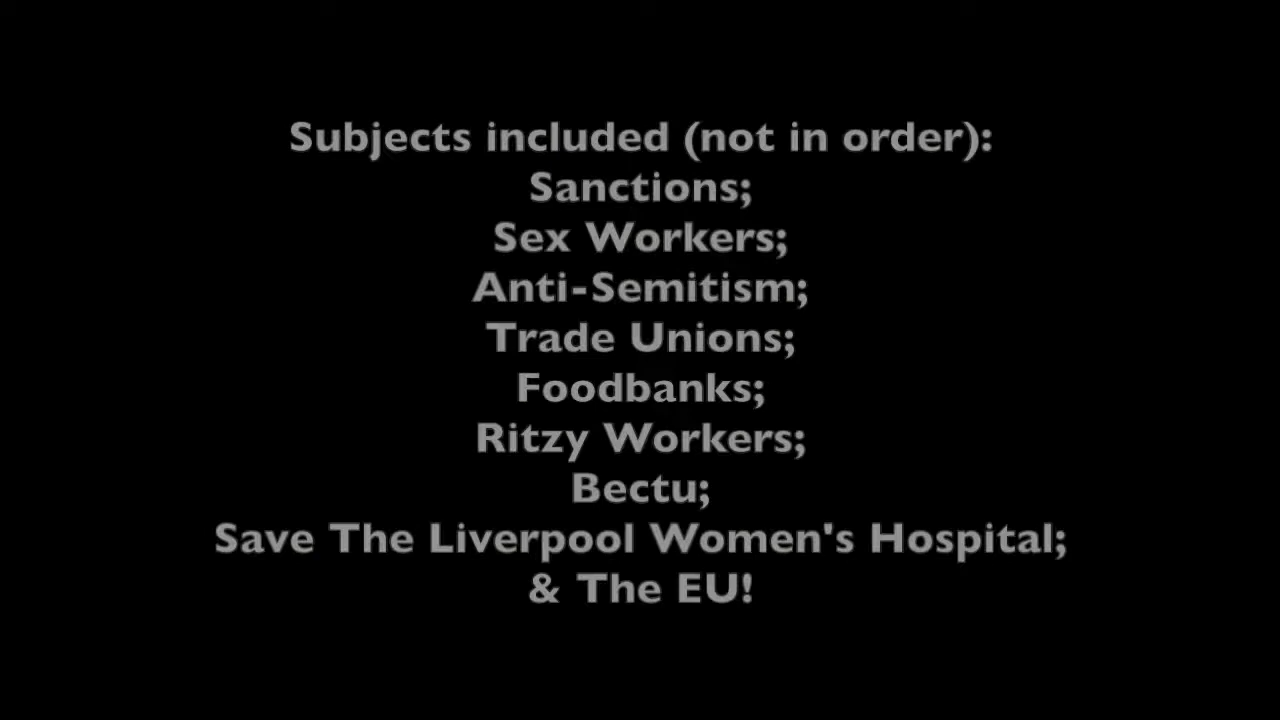 Subjects included (not in order):
Sanctions;
Sex Workers;
Anti-Semitism;
Trade Unions;
Foodbanks;
Ritzy Workers;
Bectu;
Save The Liverpool Women's Hospital;
& The EU!